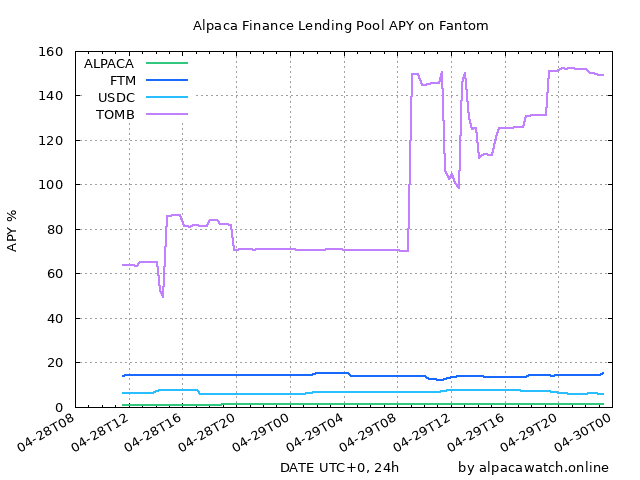 Alpaca Finance Lending Pool APY on Fantom
160
140
120
100
80
60
40
20
0
APY %
ALPACA
FTM
USDC
TOMB
04-28T08
04-28T12
04-28T16
04-28T20
04-29T00
04-29T04
04-29T08
04-29T12
04-29T16
04-29T20
04-30T00
DATE UTC+0, 24h
by alpacawatch.online